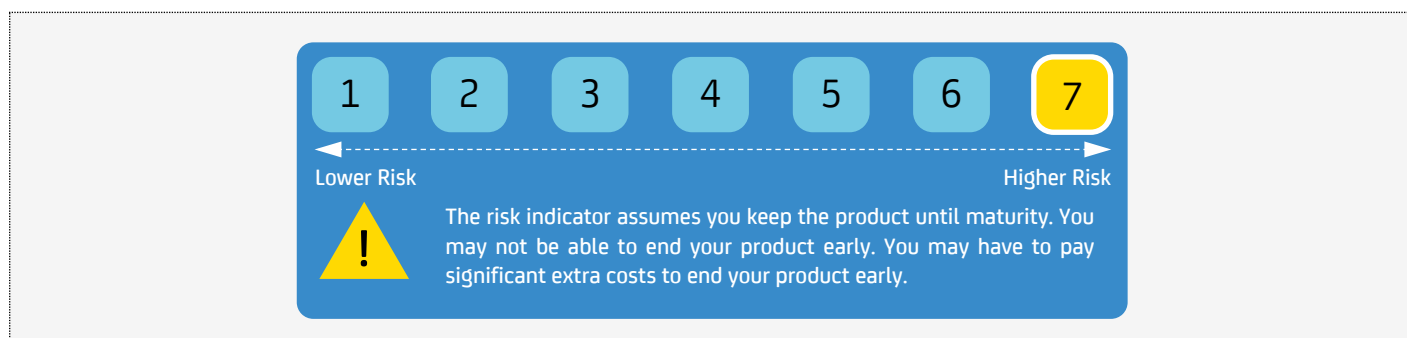 1 2 3 4 5 6 7
Lower Risk Higher Risk
!
The risk indicator assumes you keep the product until maturity. You
may not be able to end your product early. You may have to pay
significant extra costs to end your product early.